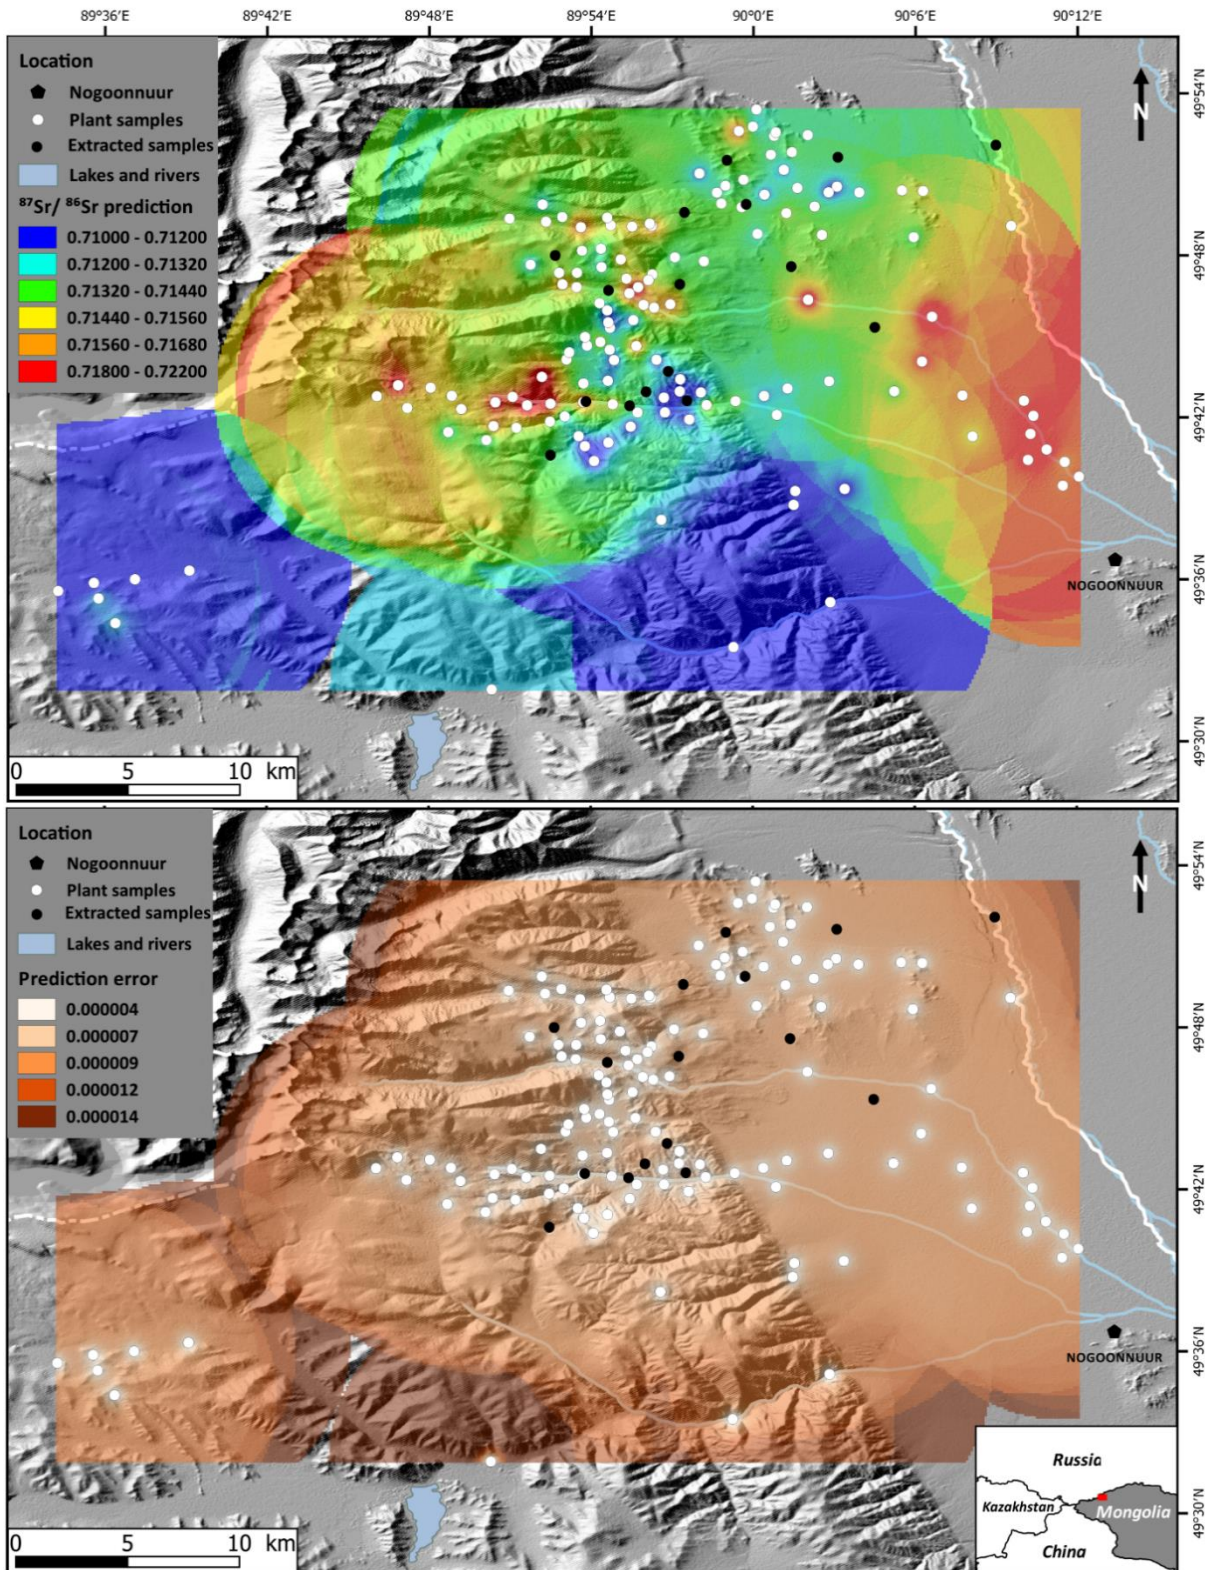 89°36'E 89°42'E 89°48'E 89°54'E 90°0'E 90°6'E 90°12'E
Location
Nogoonnuur
Plant samples
Extracted samples
Lakes and rivers
⁸⁷Sr/ ⁸⁶Sr prediction
0.71000 - 0.71200
0.71200 - 0.71320
0.71320 - 0.71440
0.71440 - 0.71560
0.71560 - 0.71680
0.71800 - 0.72200
N
49°54'N
49°48'N
49°42'N
49°36'N
49°30'N
NOGOONNUUR
0 5 10 km
Location
Nogoonnuur
Plant samples
Extracted samples
Lakes and rivers
Prediction error
0.000004
0.000007
0.000009
0.000012
0.000014
N
49°54'N
49°48'N
49°42'N
49°36'N
49°30'N
NOGOONNUUR
0 5 10 km
Russia
Kazakhstan
Mongolia
China